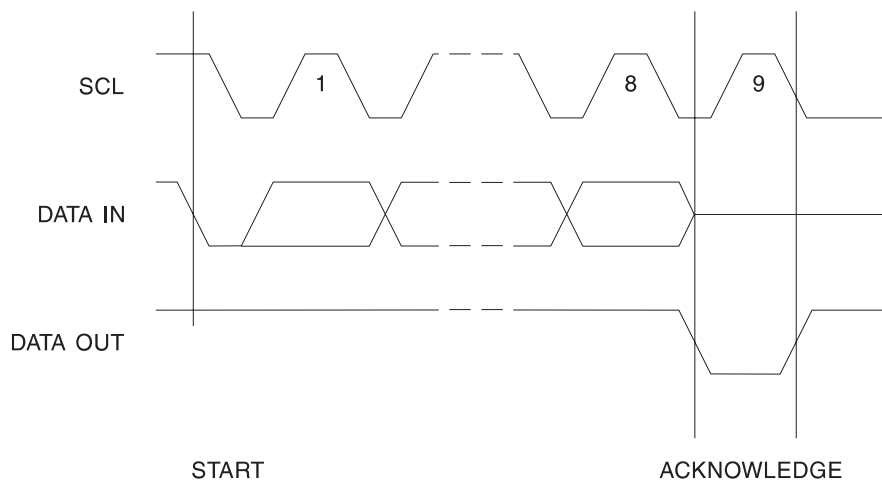 SCL
1
8
9
DATA IN
DATA OUT
START
ACKNOWLEDGE